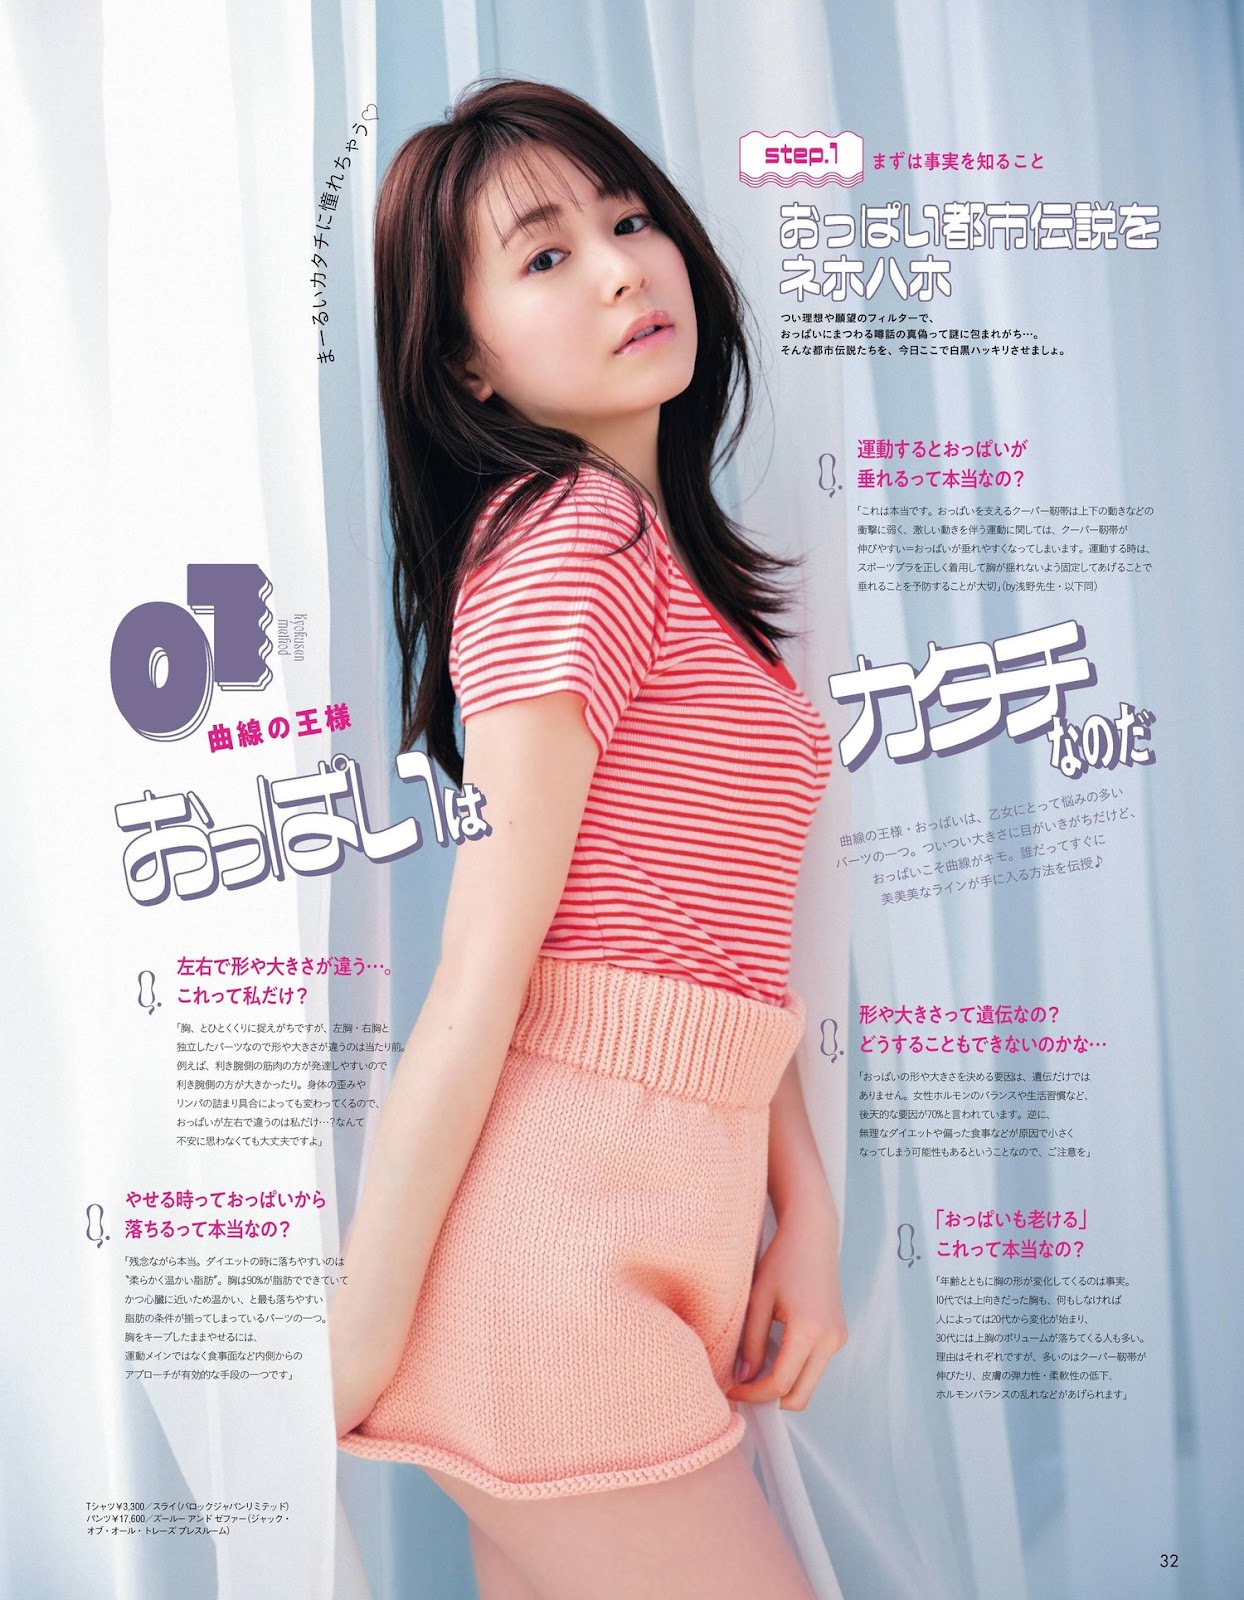 まーるいカタチに憧れちゃう♡
step.1
まずは事実を知ること
おっぱい都市伝説を
ネホハホ
つい理想や願望のフィルターで、
おっぱいにまつわる噂話の真偽って謎に包まれがち…。
そんな都市伝説たちを、今日ここで白黒ハッキリさせましょ。
Q.
運動するとおっぱいが
垂れるって本当なの？
「これは本当です。おっぱいを支えるクーパー靭帯は上下の動きなどの
衝撃に弱く、激しい動きを伴う運動に関しては、クーパー靭帯が
伸びやすい＝おっぱいが垂れやすくなってしまいます。運動する時は、
スポーツブラを正しく着用して胸が揺れないよう固定してあげることで
垂れることを予防することが大切」（by浅野先生・以下同）
01
kyokusen
method
曲線の王様
おっぱいは
カタチなのだ
曲線の王様・おっぱいは、乙女にとって悩みの多い
パーツの一つ。ついつい大きさに目がいきがちだけど、
おっぱいこそ曲線がキモ。誰だってすぐに
美美美なラインが手に入る方法を伝授♪
Q.
左右で形や大きさが違う…。
これって私だけ？
「胸、とひとくくりに捉えがちですが、左胸・右胸と
独立したパーツなので形や大きさが違うのは当たり前。
例えば、利き腕側の筋肉の方が発達しやすいので
利き腕側の方が大きかったり。身体の歪みや
リンパの詰まり具合によっても変わってくるので、
おっぱいが左右で違うのは私だけ…？なんて
不安に思わなくても大丈夫ですよ」
Q.
やせる時っておっぱいから
落ちるって本当なの？
「残念ながら本当。ダイエットの時に落ちやすいのは
“柔らかく温かい脂肪”。胸は90%が脂肪でできていて
かつ心臓に近いため温かい、と最も落ちやすい
脂肪の条件が揃ってしまっているパーツの一つ。
胸をキープしたままやせるには、
運動メインではなく食事面など内側からの
アプローチが有効的な手段の一つです」
Q.
形や大きさって遺伝なの？
どうすることもできないのかな…
「おっぱいの形や大きさを決める要因は、遺伝だけでは
ありません。女性ホルモンのバランスや生活習慣など、
後天的な要因が70%と言われています。逆に、
無理なダイエットや偏った食事などが原因で小さく
なってしまう可能性もあるということなので、ご注意を」
Q.
「おっぱいも老ける」
これって本当なの？
「年齢とともに胸の形が変化してくるのは事実。
10代では上向きだった胸も、何もしなければ
人によっては20代から変化が始まり、
30代には上胸のボリュームが落ちてくる人も多い。
理由はそれぞれですが、多いのはクーパー靭帯が
伸びたり、皮膚の弾力性・柔軟性の低下、
ホルモンバランスの乱れなどがあげられます」
Tシャツ¥3,300／スライ（バロックジャパンリミテッド）
パンツ¥17,600／ズールー アンド ゼファー（ジャック・
オブ・オール・トレーズ プレスルーム）
32